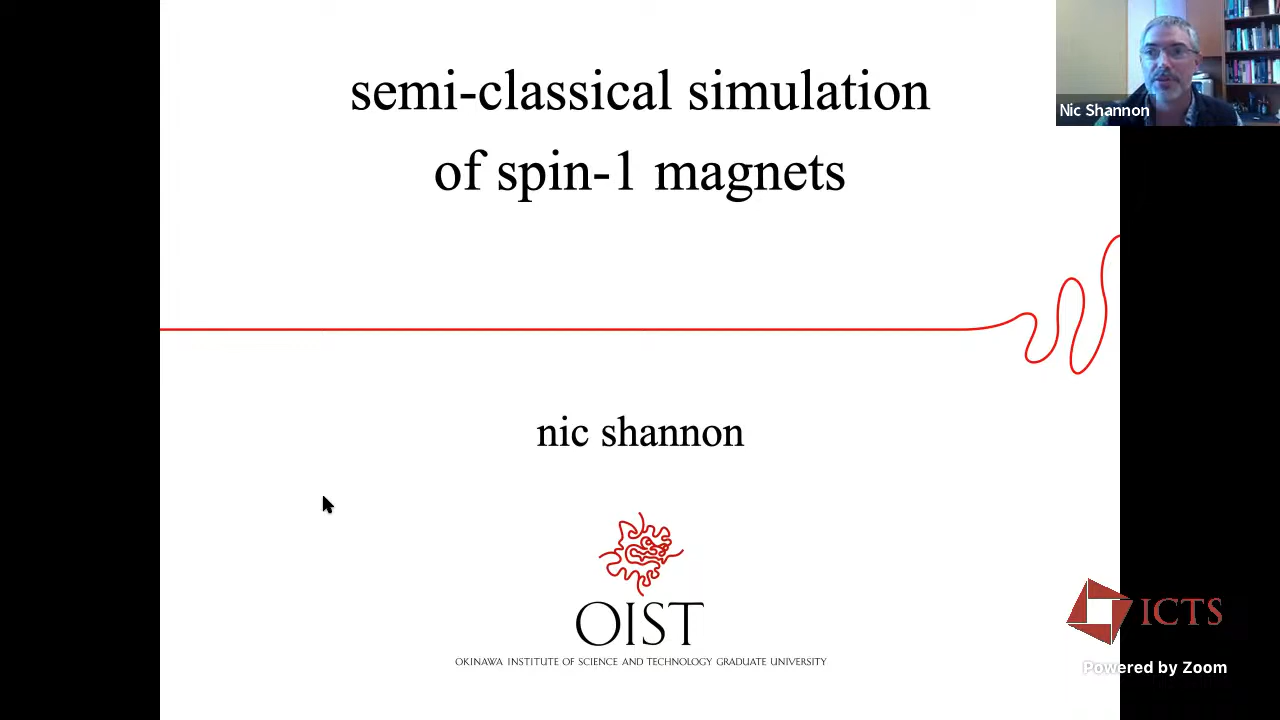 semi-classical simulation
of spin-1 magnets
Nic Shannon
nic shannon
OIST
OKINAWA INSTITUTE OF SCIENCE AND TECHNOLOGY GRADUATE UNIVERSITY
ICTS
Powered by Zoom